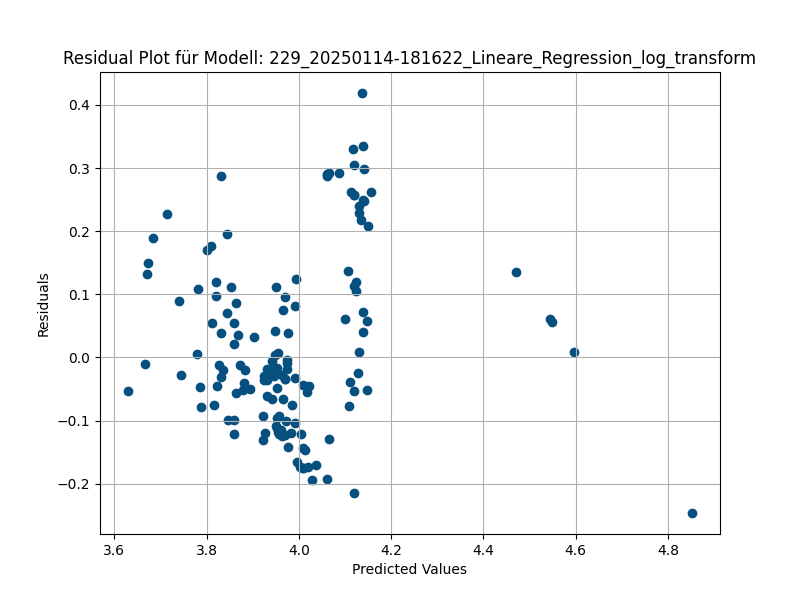 Residual Plot für Modell: 229_20250114-181622_Lineare_Regression_log_transform
0.4
0.3
0.2
0.1
0.0
−0.1
−0.2
Residuals
3.6 3.8 4.0 4.2 4.4 4.6 4.8
Predicted Values